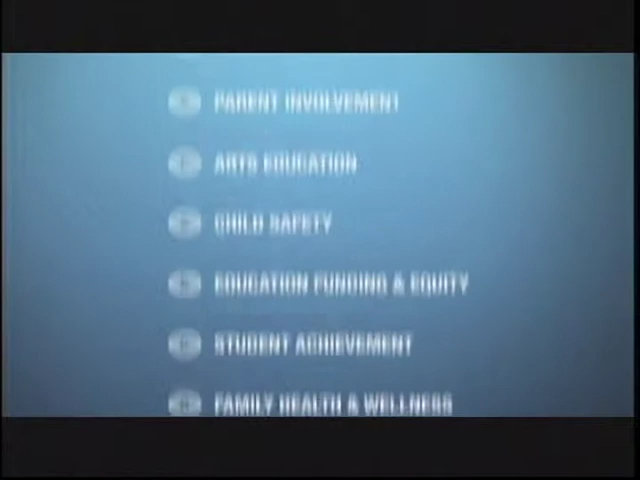 PARENT INVOLVEMENT
ARTS EDUCATION
CHILD SAFETY
EDUCATION FUNDING & EQUITY
STUDENT ACHIEVEMENT
FAMILY HEALTH & WELLNESS